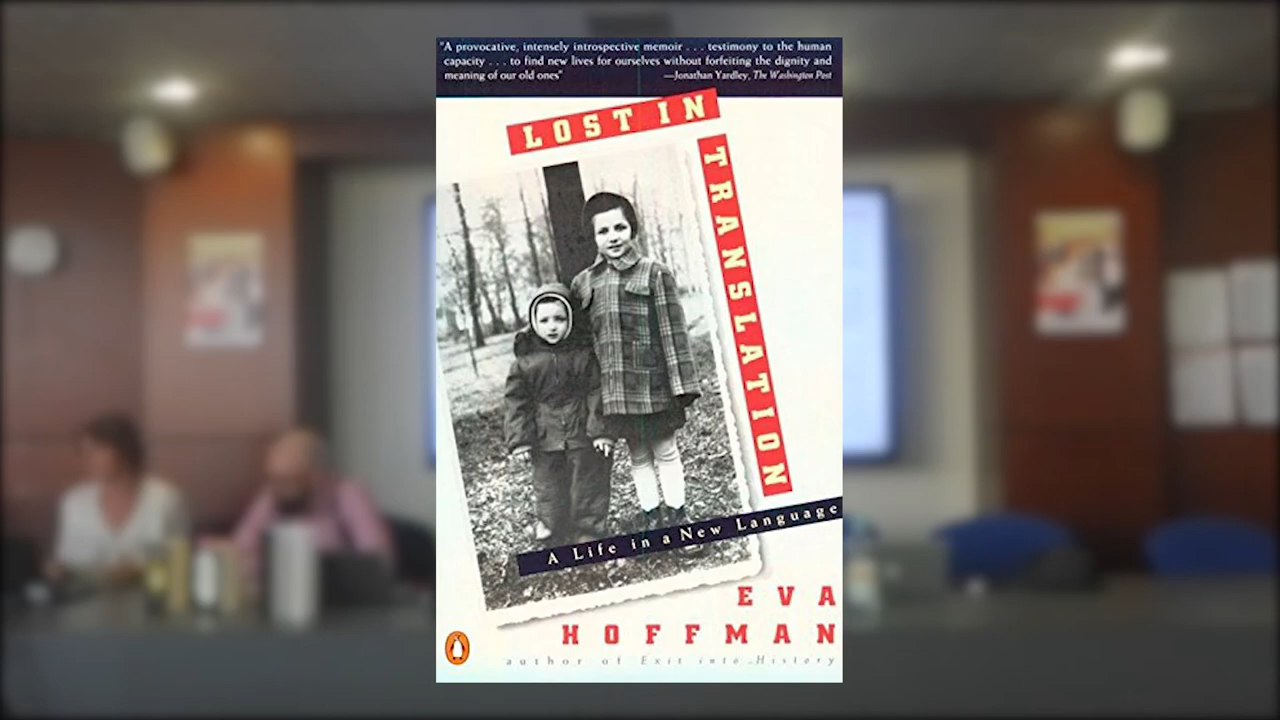 "A provocative, intensely introspective memoir . . . testimony to the human
capacity . . . to find new lives for ourselves without forfeiting the dignity and
meaning of our old ones"
—Jonathan Yardley, The Washington Post
LOST IN
TRANSLATION
A Life in a New Language
EVA
HOFFMAN
author of Exit into History